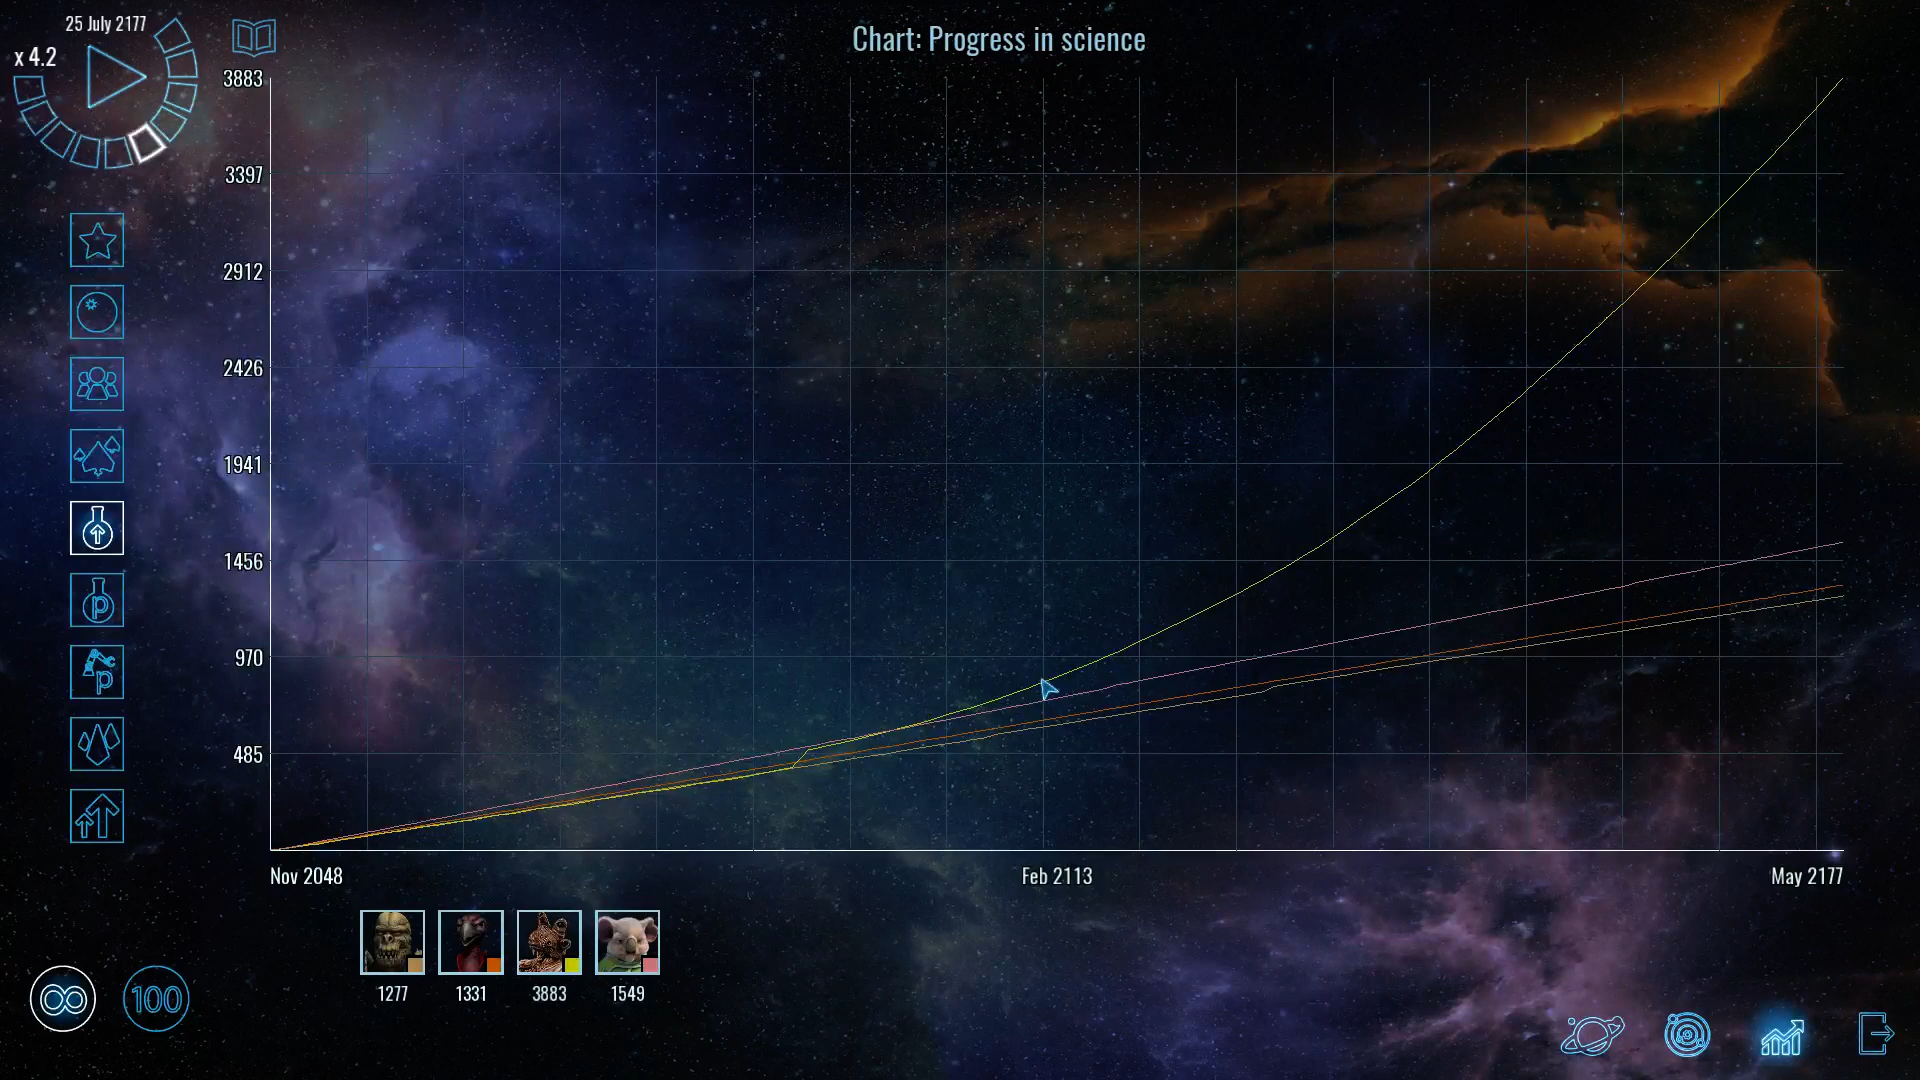 25 July 2177
x 4.2
Chart: Progress in science
3883
3397
2912
2426
1941
1456
970
485
Nov 2048
Feb 2113
May 2177
p
p
1277
1331
3883
1549
100